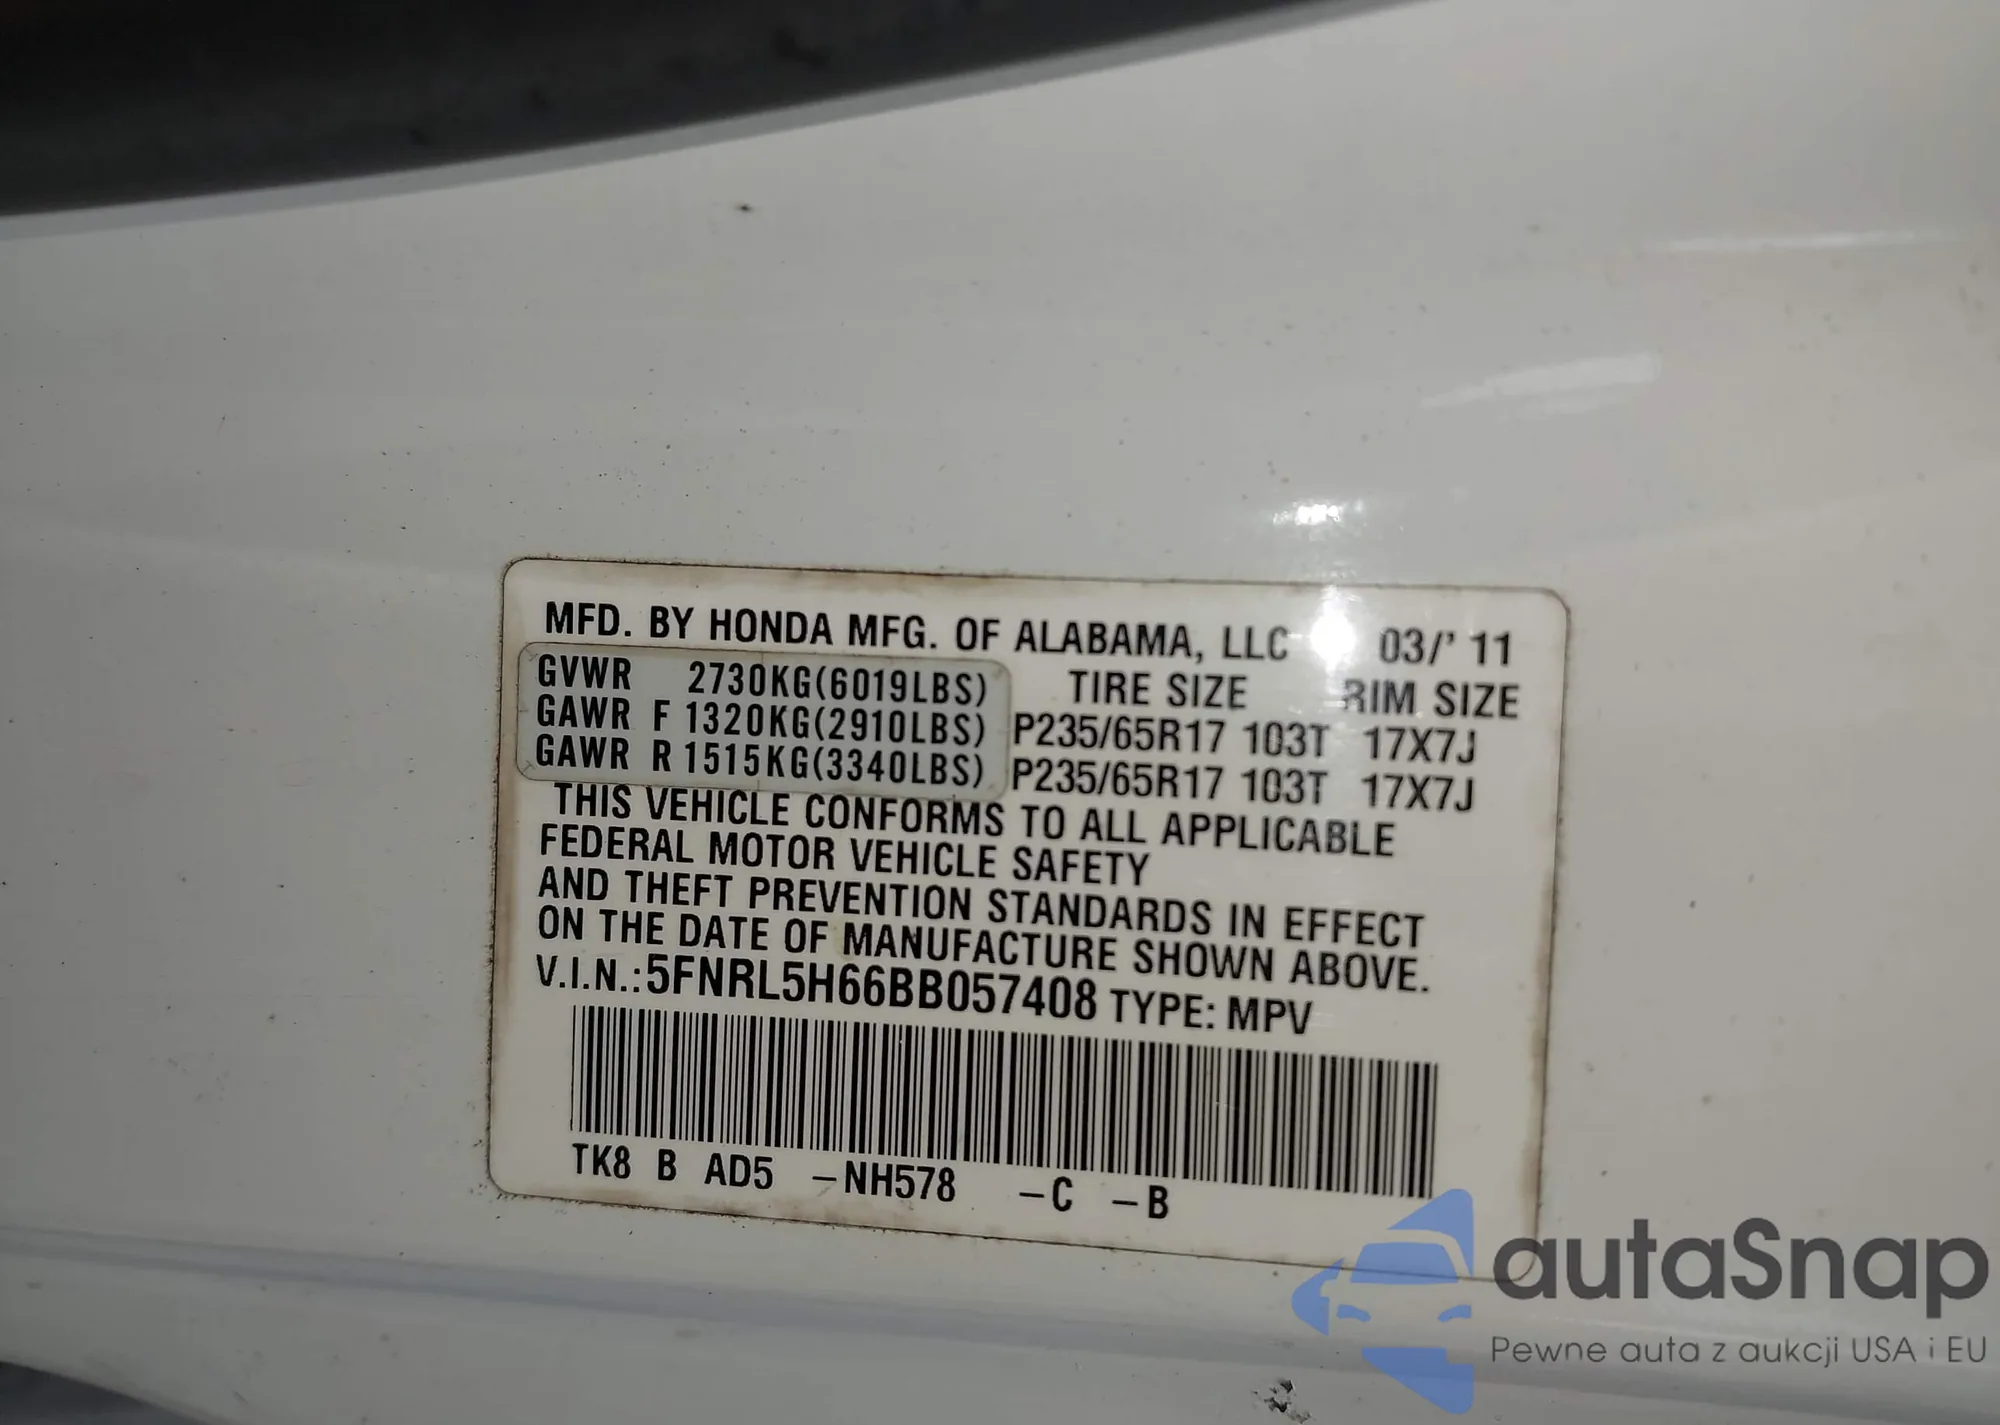 MFD. BY HONDA MFG. OF ALABAMA, LLC 03/' 11
GVWR 2730KG(6019LBS) TIRE SIZE RIM SIZE
GAWR F 1320KG(2910LBS) P235/65R17 103T 17X7J
GAWR R 1515KG(3340LBS) P235/65R17 103T 17X7J
THIS VEHICLE CONFORMS TO ALL APPLICABLE
FEDERAL MOTOR VEHICLE SAFETY
AND THEFT PREVENTION STANDARDS IN EFFECT
ON THE DATE OF MANUFACTURE SHOWN ABOVE.
V.I.N.:5FNRL5H66BB057408 TYPE: MPV
TK8 B AD5 -NH578 -C -B
autaSnap
Pewne auta z aukcji USA i EU